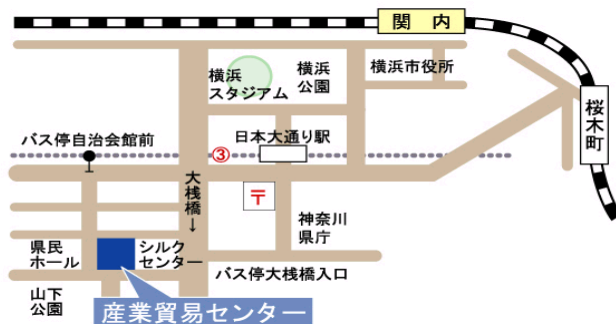 関内
桜木町
横浜
スタジアム
横浜
公園
横浜市役所
バス停自治会館前
③
日本大通り駅
大桟橋↓
〒
神奈川
県庁
県民
ホール
シルク
センター
バス停大桟橋入口
山下
公園
産業貿易センター